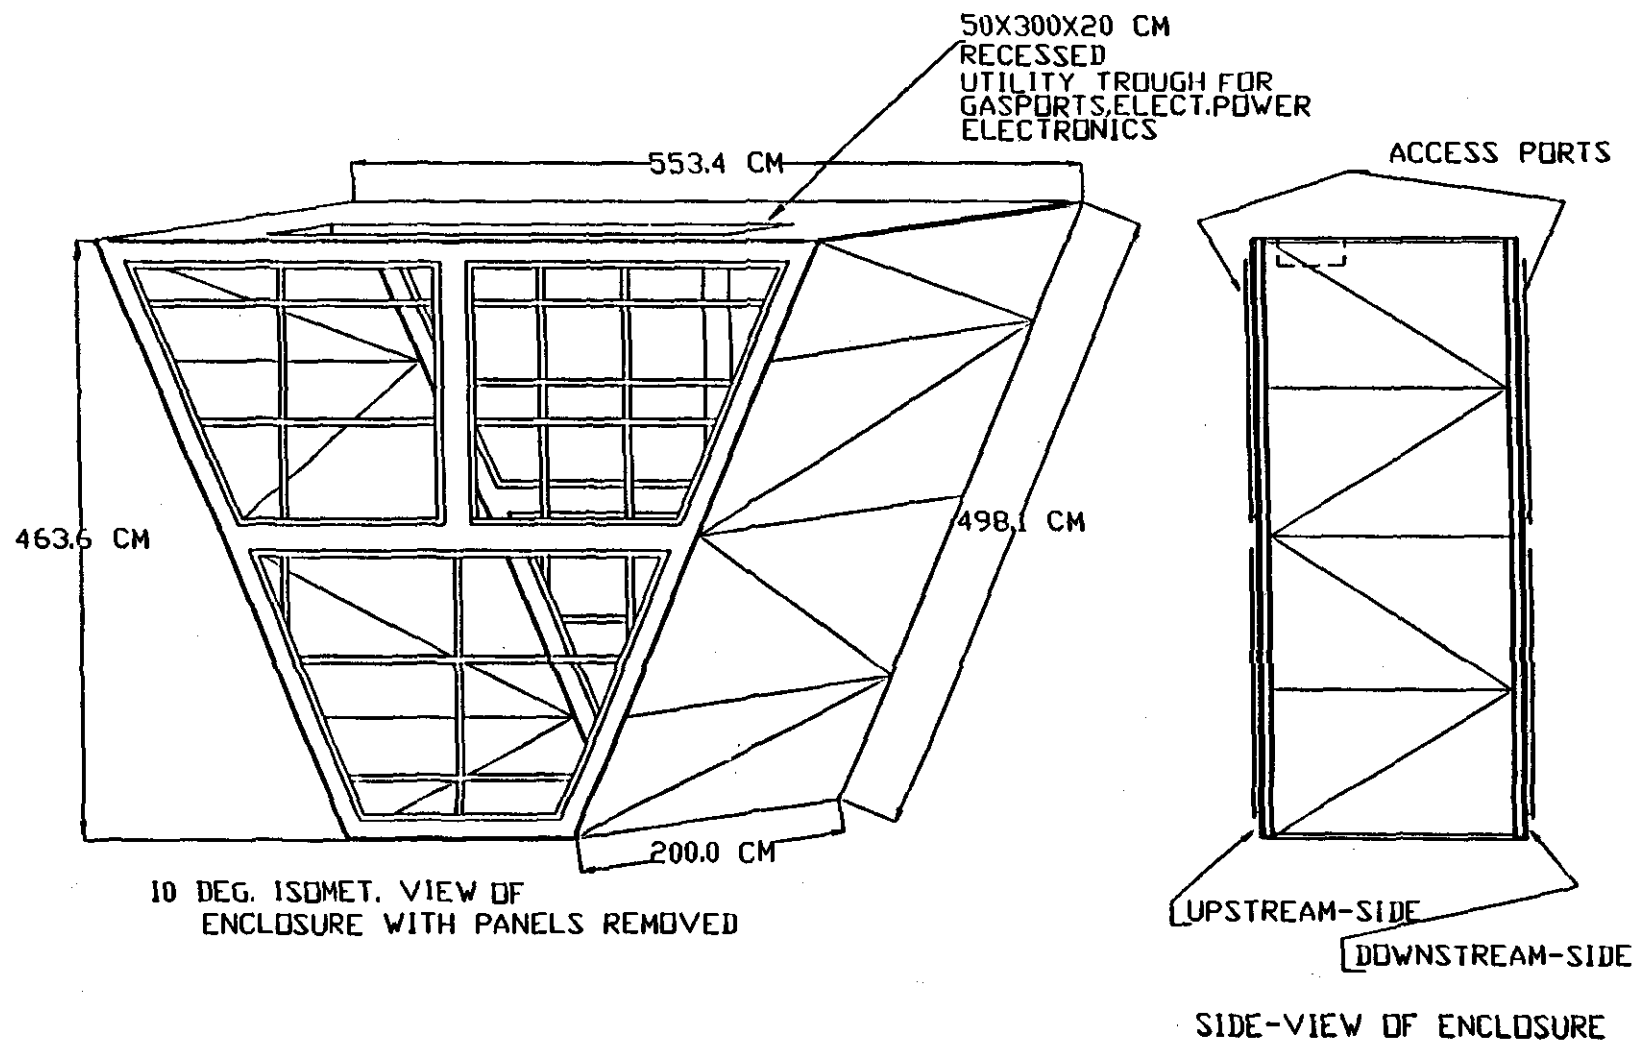 50X300X20 CM
RECESSED
UTILITY TROUGH FOR
GASPORTS,ELECT.POWER
ELECTRONICS
553.4 CM
ACCESS PORTS
463.6 CM
498.1 CM
200.0 CM
10 DEG. ISOMET. VIEW OF
ENCLOSURE WITH PANELS REMOVED
UPSTREAM-SIDE
DOWNSTREAM-SIDE
SIDE-VIEW OF ENCLOSURE